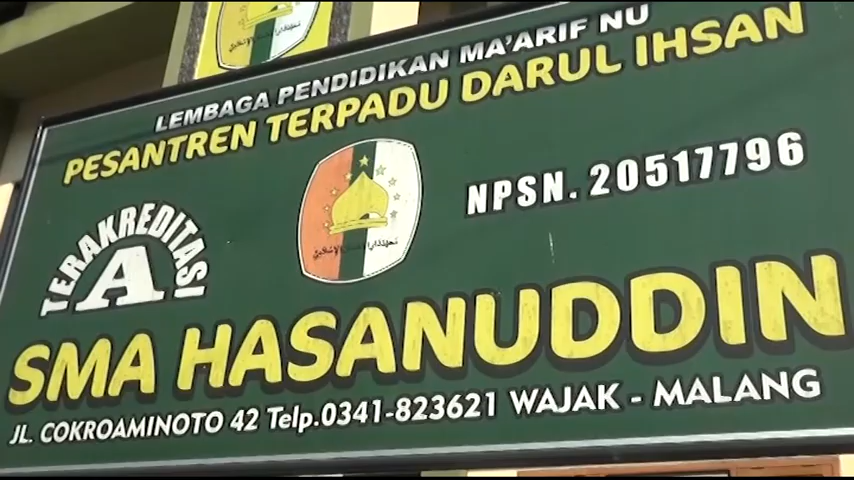 LEMBAGA PENDIDIKAN MA'ARIF NU
PESANTREN TERPADU DARUL IHSAN
TERAKREDITASI
A
NPSN. 20517796
SMA HASANUDDIN
JL. COKROAMINOTO 42 Telp.0341-823621 WAJAK - MALANG